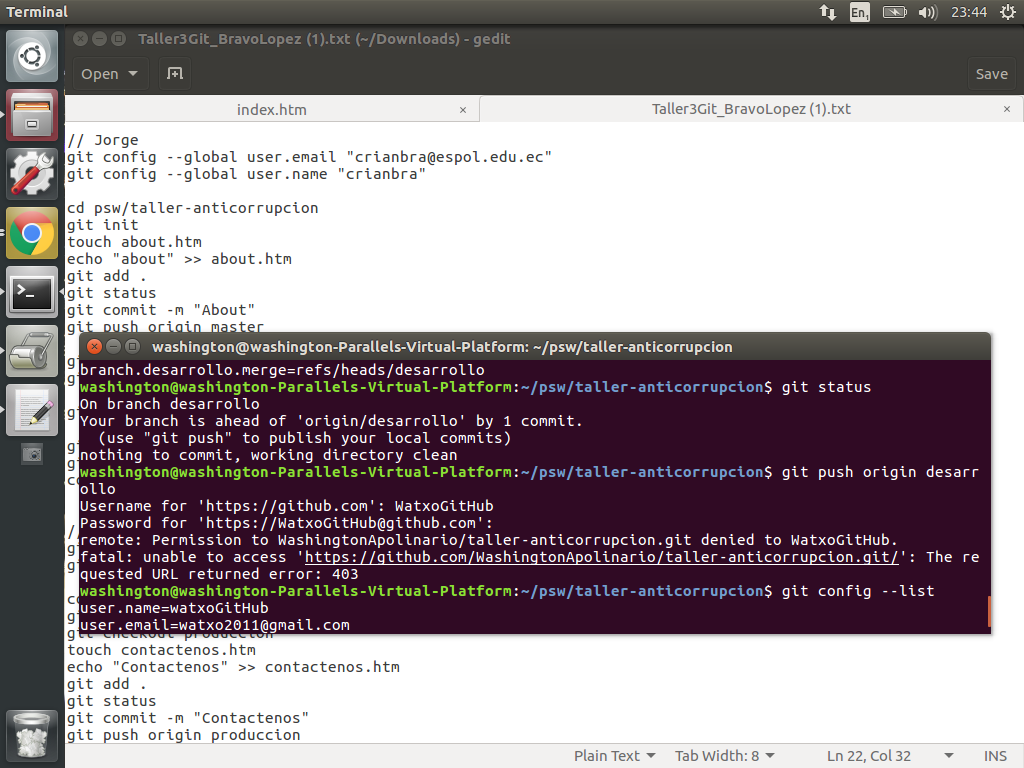 Terminal
En1
23:44
Taller3Git_BravoLopez (1).txt (~/Downloads) - gedit
Open
Save
index.htm ×
Taller3Git_BravoLopez (1).txt ×
// Jorge
git config --global user.email "crianbra@espol.edu.ec"
git config --global user.name "crianbra"
cd psw/taller-anticorrupcion
git init
touch about.htm
echo "about" >> about.htm
git add .
git status
git commit -m "About"
git push origin master
washington@washington-Parallels-Virtual-Platform: ~/psw/taller-anticorrupcion
branch.desarrollo.merge=refs/heads/desarrollo
washington@washington-Parallels-Virtual-Platform:~/psw/taller-anticorrupcion$ git status
On branch desarrollo
Your branch is ahead of 'origin/desarrollo' by 1 commit.
(use "git push" to publish your local commits)
nothing to commit, working directory clean
washington@washington-Parallels-Virtual-Platform:~/psw/taller-anticorrupcion$ git push origin desarr
ollo
Username for 'https://github.com': WatxoGitHub
Password for 'https://WatxoGitHub@github.com':
remote: Permission to WashingtonApolinario/taller-anticorrupcion.git denied to WatxoGitHub.
fatal: unable to access 'https://github.com/WashingtonApolinario/taller-anticorrupcion.git/': The re
quested URL returned error: 403
washington@washington-Parallels-Virtual-Platform:~/psw/taller-anticorrupcion$ git config --list
user.name=watxoGitHub
user.email=watxo2011@gmail.com
git checkout produccion
touch contactenos.htm
echo "Contactenos" >> contactenos.htm
git add .
git status
git commit -m "Contactenos"
git push origin produccion
Plain Text
Tab Width: 8
Ln 22, Col 32
INS